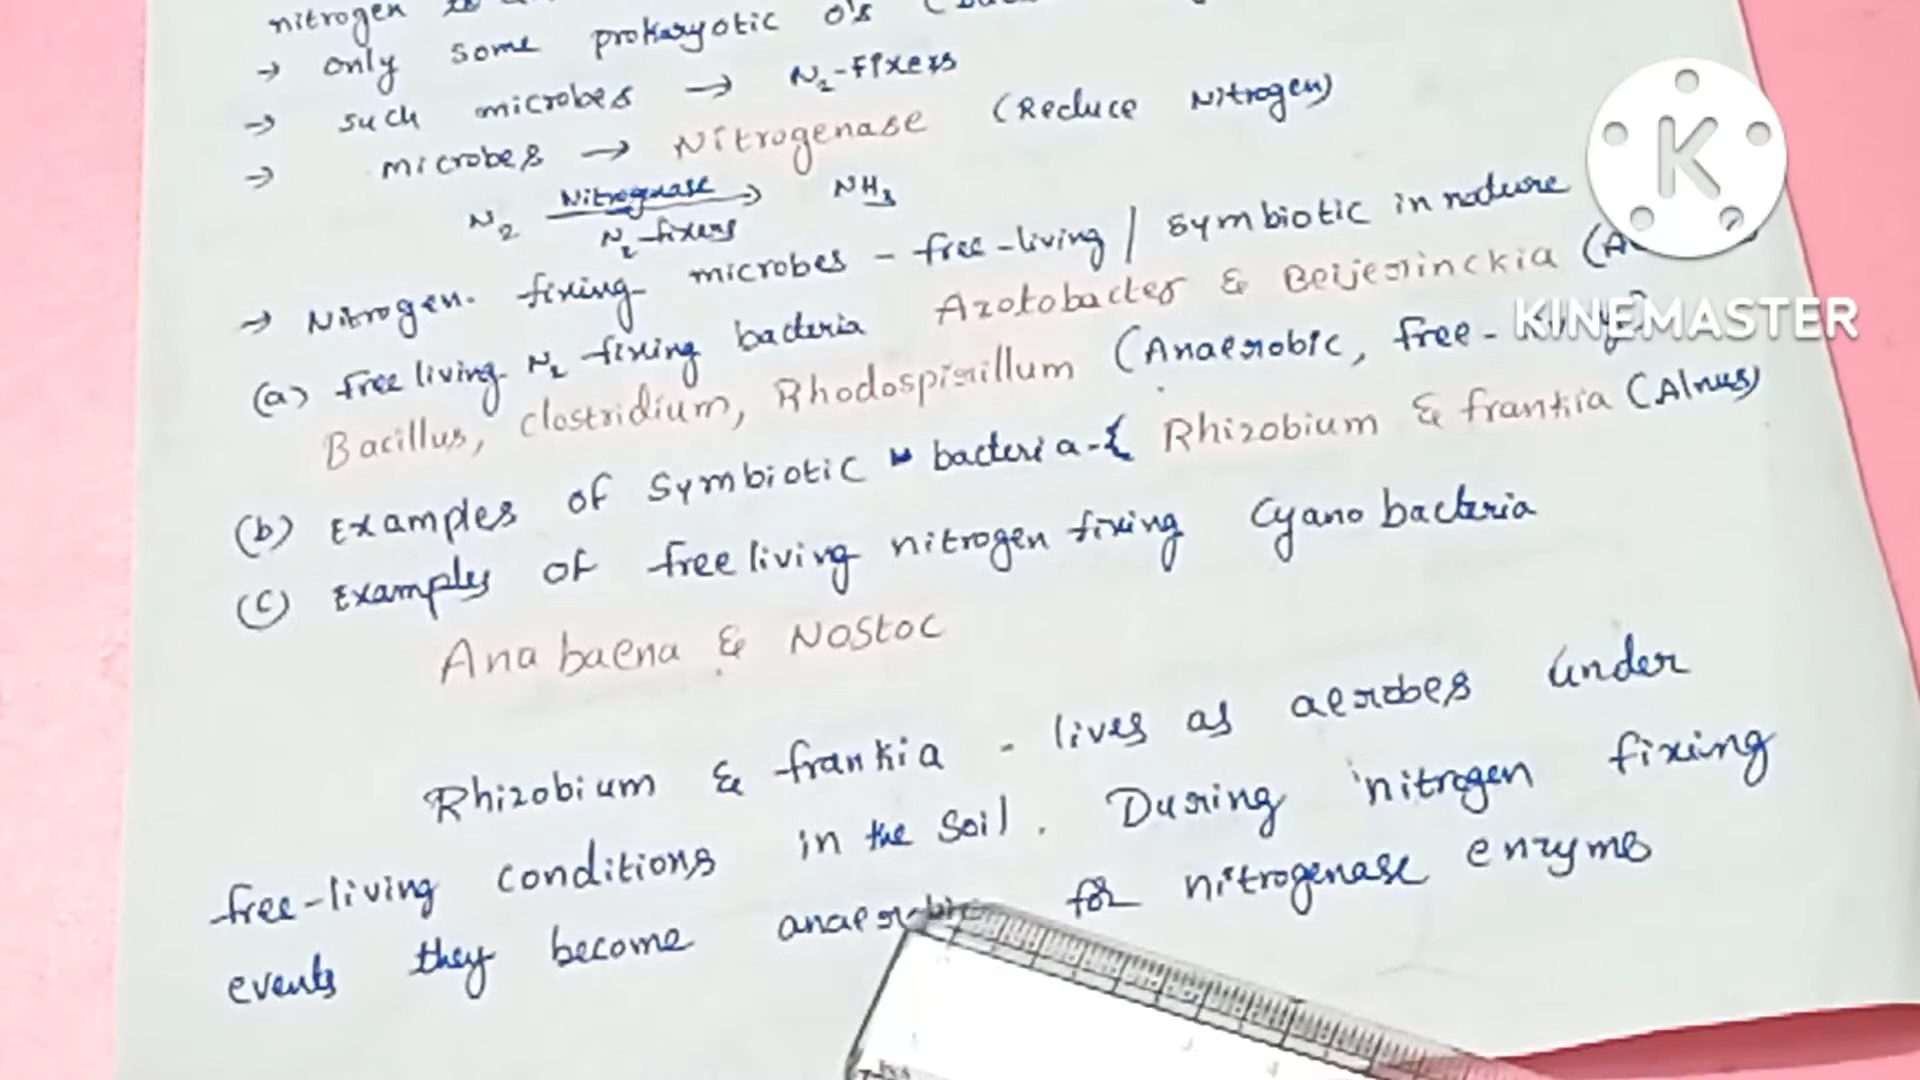 nitrogen
→ only some prokaryotic o's
→ such microbes → N2-Fixers
→ microbes → Nitrogenase (Reduce Nitrogen)
N2 Nitrogenase → NH3
N2-fixers
→ Nitrogen-fixing microbes - free-living / symbiotic in nature
(a) free living N2-fixing bacteria Azotobacter & Beijerinckia (A
Bacillus, clostridium, Rhodospirillum (Anaerobic, free-
(b) Examples of Symbiotic bacteria-{ Rhizobium & frankia (Alnus)
(C) Examples of free living nitrogen fixing Cyano bacteria
Anabaena & NOStoc
Rhizobium & frankia - lives as aerobes under
free-living conditions in the Soil. During nitrogen fixing
events they become anaerobic for nitrogenase enzyme
K
KINEMASTER